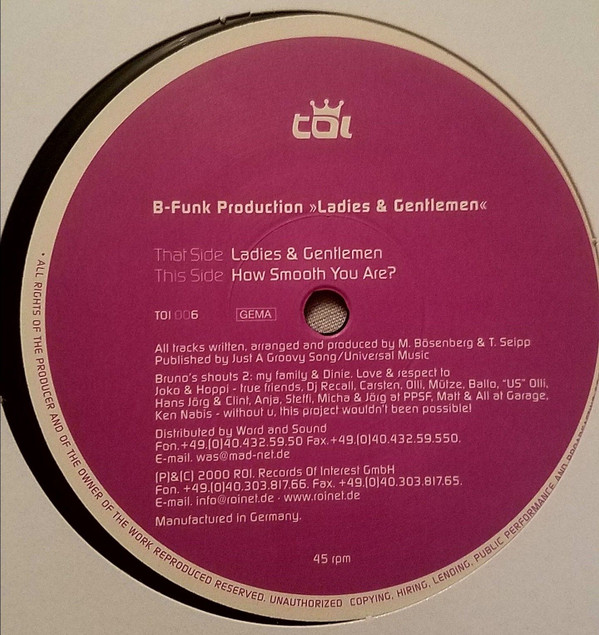 toi
B-Funk Production »Ladies & Gentlemen«
That Side Ladies & Gentlemen
This Side How Smooth You Are?
TOI 006 GEMA
All tracks written, arranged and produced by M. Bösenberg & T. Seipp
Published by Just A Groovy Song/Universal Music
Bruno's shouts 2: my family & Dinie. Love & respect to
Joko & Hoppi - true friends, Dj Recall, Carsten, Olli, Mütze, Ballo, "US" Olli,
Hans Jörg & Clint, Anja, Steffi, Micha & Jörg at PPSF, Matt & All at Garage,
Ken Nabis - without u, this project wouldn't been possible!
Distributed by Word and Sound
Fon.+49.(0)40.432.59.50 Fax.+49.(0)40.432.59.550.
E-mail. was@mad-net.de
(P)&(C) 2000 ROI. Records Of Interest GmbH
Fon. +49.(0)40.303.817.66. Fax. +49.(0)40.303.817.65.
E-mail. info@roinet.de · www.roinet.de
Manufactured in Germany.
45 rpm
• ALL RIGHTS OF THE PRODUCER AND OF THE OWNER OF THE WORK REPRODUCED RESERVED. UNAUTHORIZED COPYING, HIRING, LENDING, PUBLIC PERFORMANCE AND